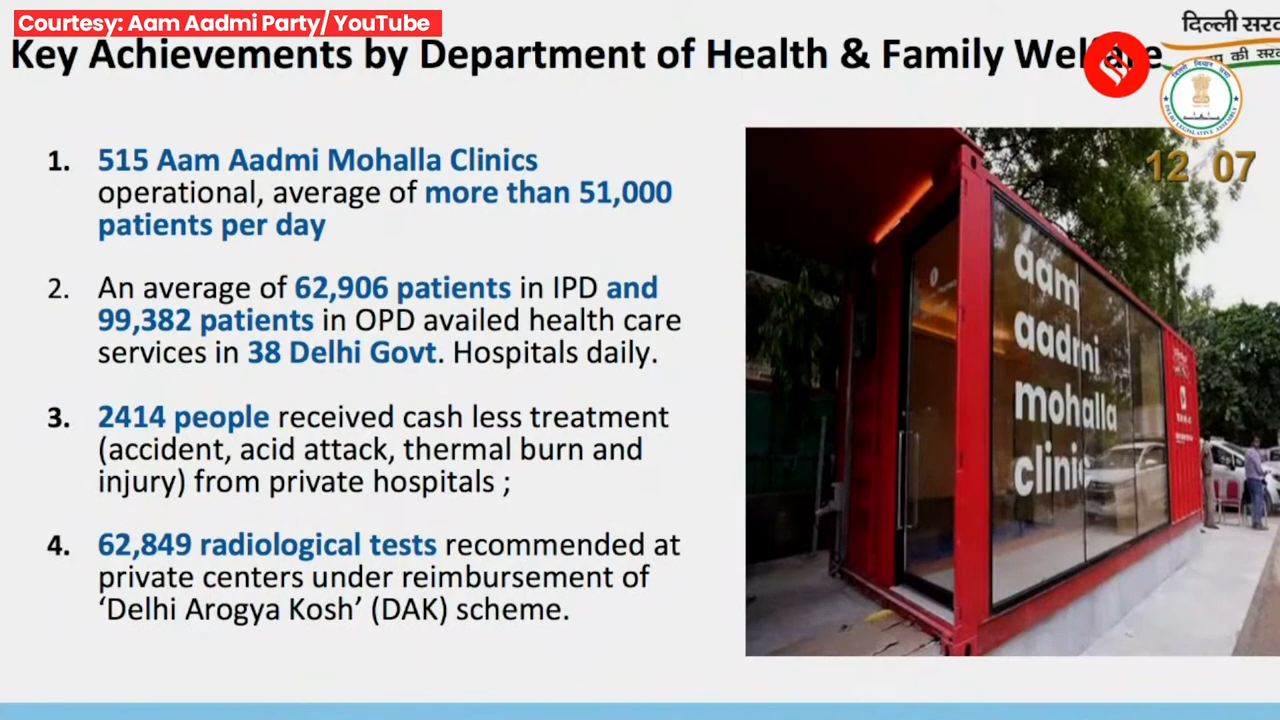 Courtesy: Aam Aadmi Party/ YouTube
Key Achievements by Department of Health & Family
दिल्ली
की
12 07
1. 515 Aam Aadmi Mohalla Clinics
operational, average of more than 51,000
patients per day
2. An average of 62,906 patients in IPD and
99,382 patients in OPD availed health care
services in 38 Delhi Govt. Hospitals daily.
3. 2414 people received cash less treatment
(accident, acid attack, thermal burn and
injury) from private hospitals ;
4. 62,849 radiological tests recommended at
private centers under reimbursement of
‘Delhi Arogya Kosh’ (DAK) scheme.
aam
aadmi
mohalla
clinic